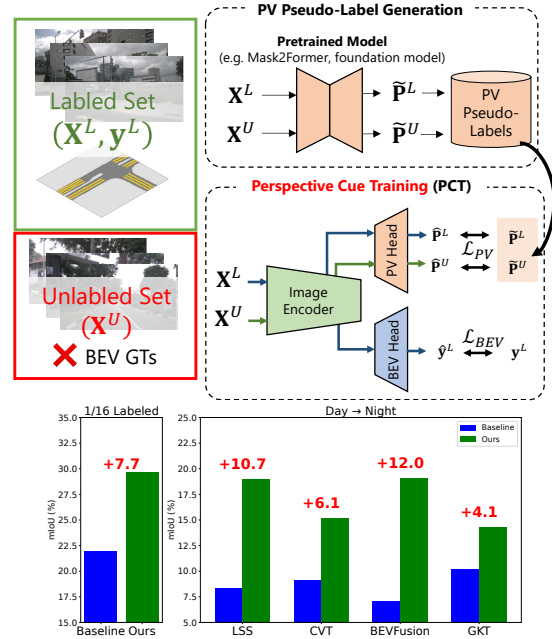 PV Pseudo-Label Generation
Pretrained Model
(e.g. Mask2Former, foundation model)
X^L
P̃^L
X^U
P̃^U
PV
Pseudo-
Labels
Labled Set
(X^L, y^L)
Unlabled Set
(X^U)
❌ BEV GTs
Perspective Cue Training (PCT)
X^L
X^U
Image
Encoder
PV Head
BEV Head
P̂^L
P̂^U
ℒ_PV
P̃^L
P̃^U
ŷ^L
ℒ_BEV
y^L
1/16 Labeled
mIoU (%)
35.0
32.5
30.0
27.5
25.0
22.5
20.0
17.5
15.0
+7.7
Baseline Ours
Day → Night
Baseline
Ours
mIoU (%)
25.0
22.5
20.0
17.5
15.0
12.5
10.0
7.5
5.0
+10.7
+6.1
+12.0
+4.1
LSS
CVT
BEVFusion
GKT